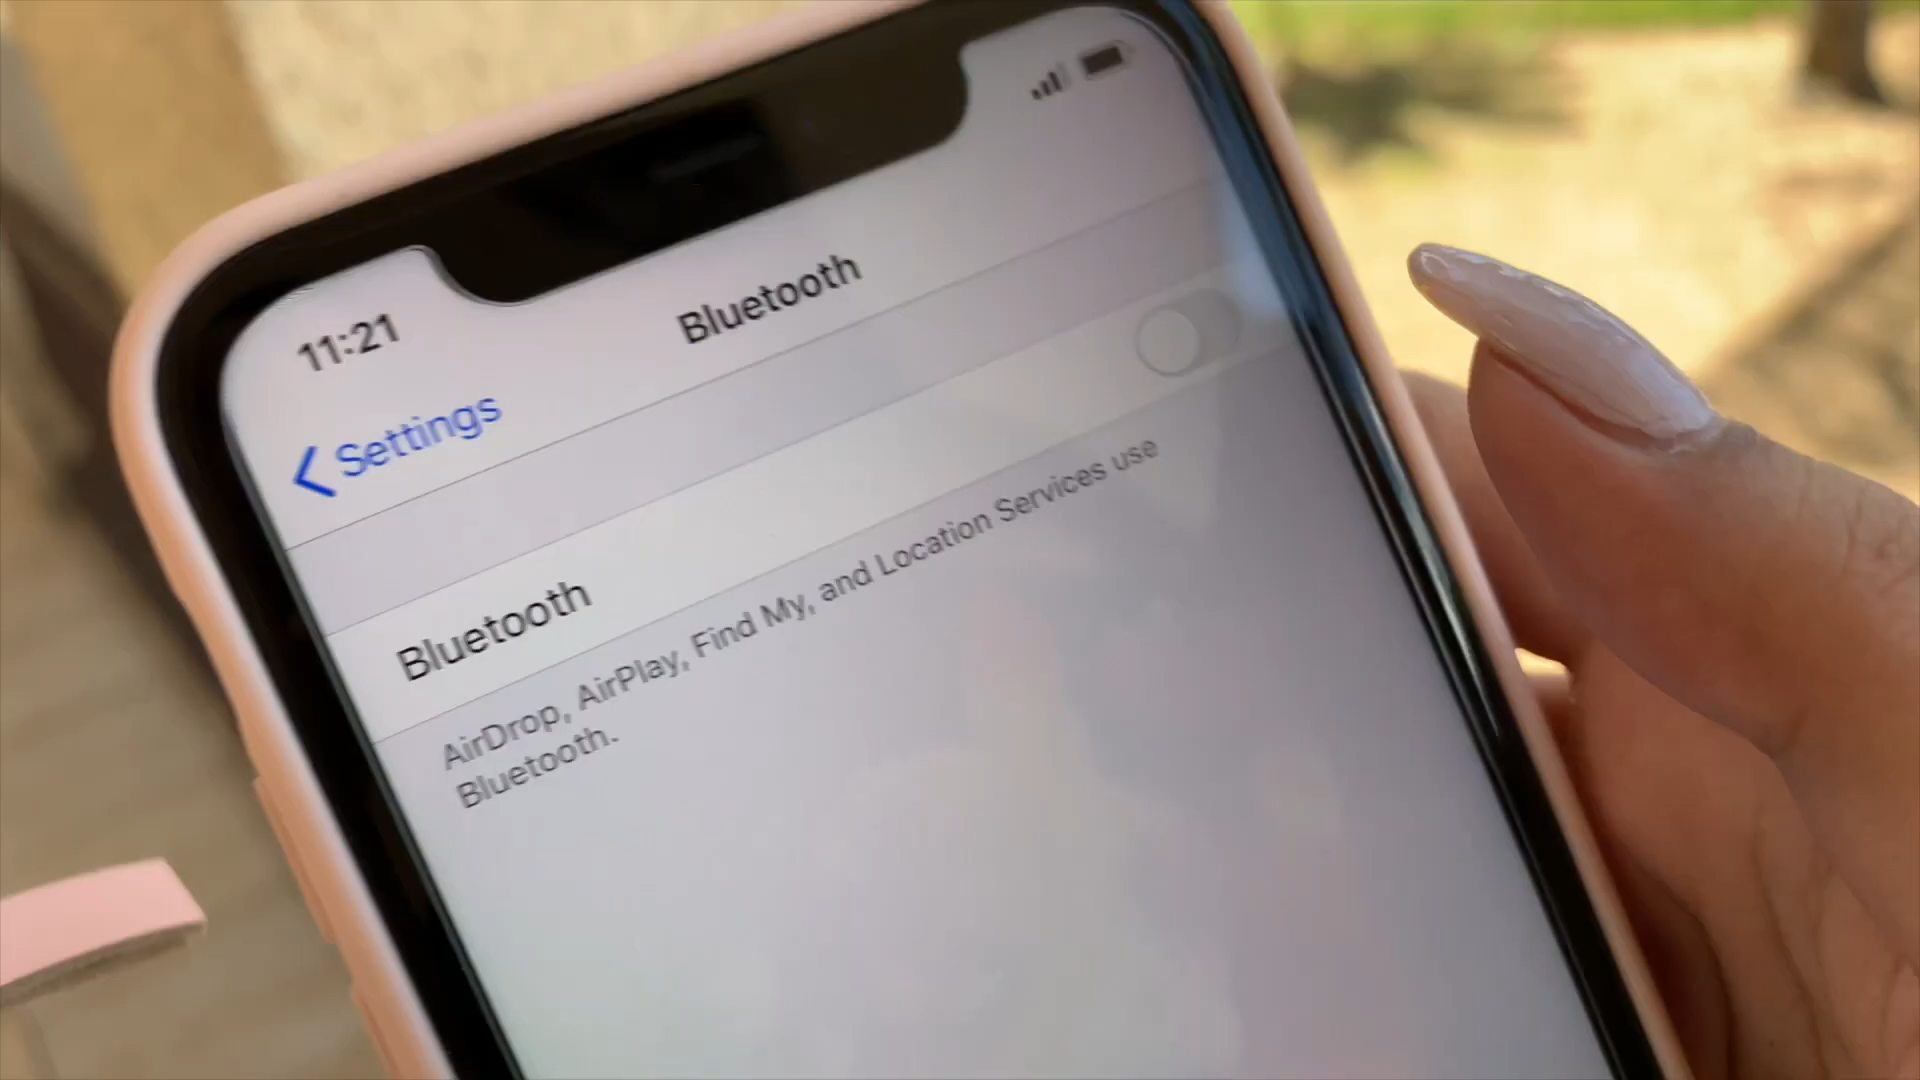 11:21
Bluetooth
Settings
Bluetooth
AirDrop, AirPlay, Find My, and Location Services use
Bluetooth.